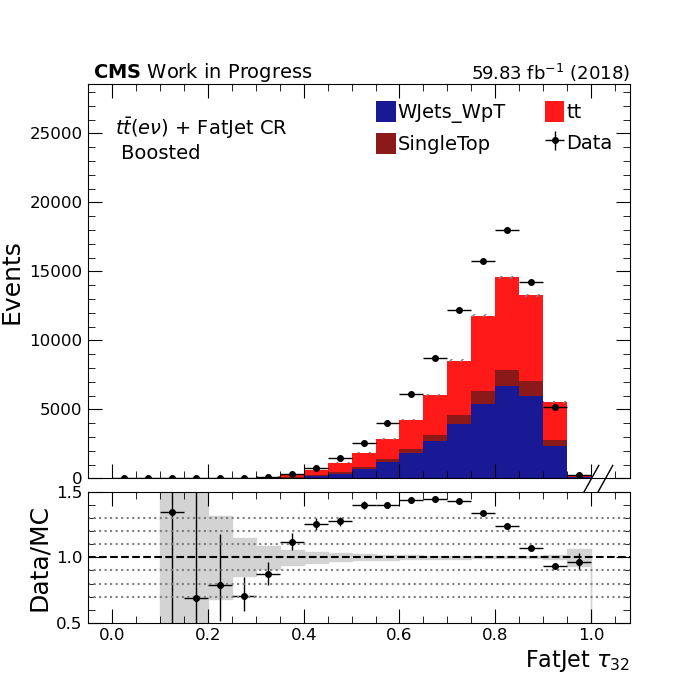 CMS Work in Progress 59.83 fb⁻¹ (2018)
tt̄(eν) + FatJet CR
Boosted
WJets_WpT tt
SingleTop Data
Events
25000
20000
15000
10000
5000
0
Data/MC
1.5
1.0
0.5
0.0 0.2 0.4 0.6 0.8 1.0
FatJet τ₃₂